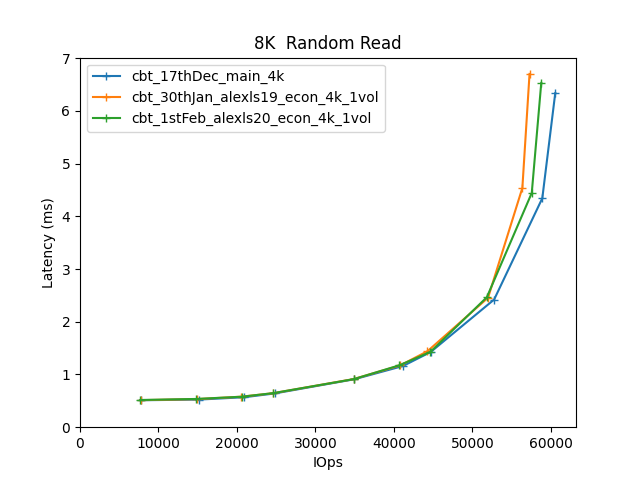 8K  Random Read
cbt_17thDec_main_4k
cbt_30thJan_alexls19_econ_4k_1vol
cbt_1stFeb_alexls20_econ_4k_1vol
Latency (ms)
7
6
5
4
3
2
1
0
0 10000 20000 30000 40000 50000 60000
IOps